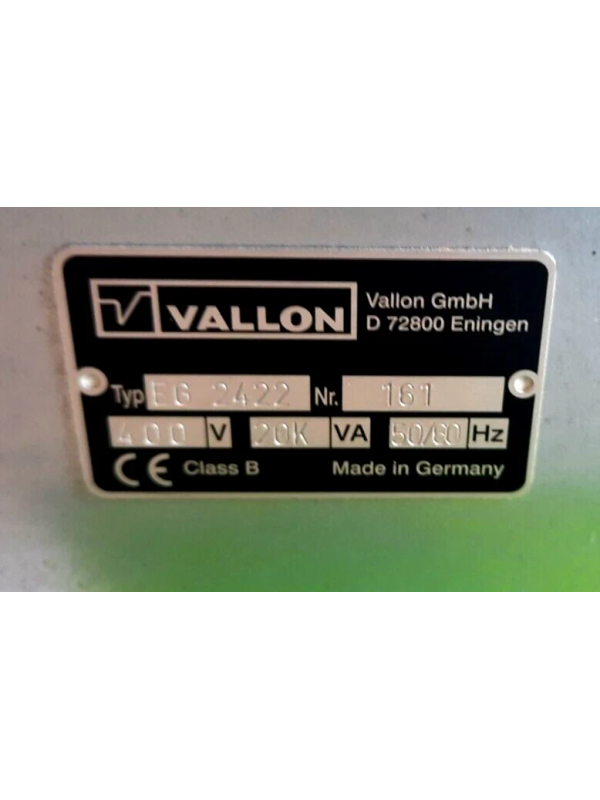 VALLON
Vallon GmbH
D 72800 Eningen
Typ EG 2422 Nr. 161
400 V 20K VA 50/60 Hz
CE Class B Made in Germany